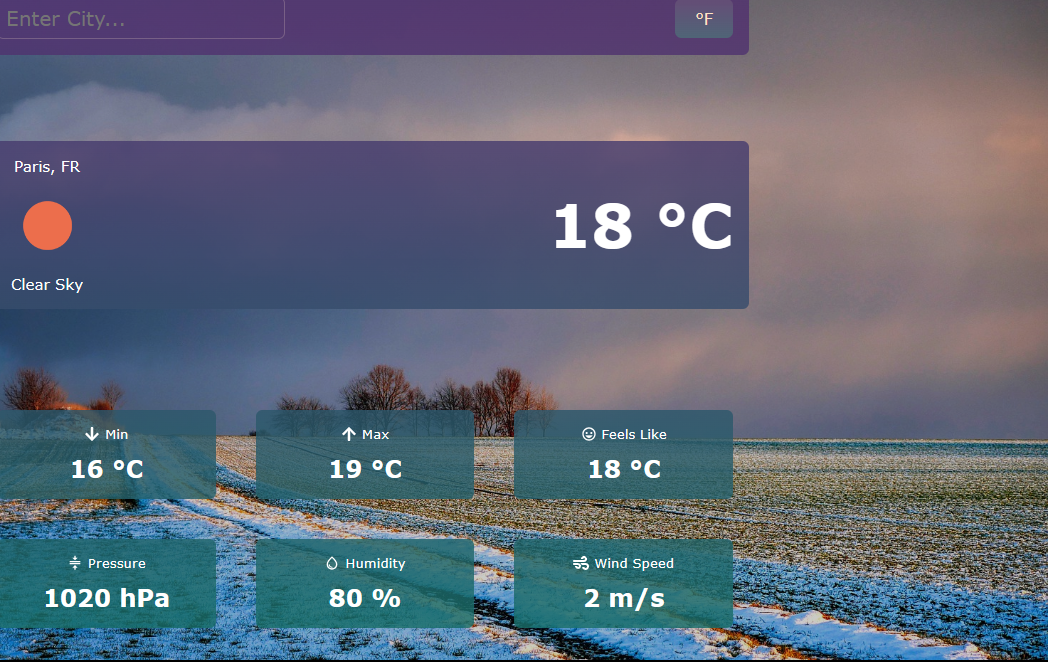 Enter City... °F
Paris, FR
18 °C
Clear Sky
Min Max Feels Like
16 °C 19 °C 18 °C
Pressure Humidity Wind Speed
1020 hPa 80 % 2 m/s